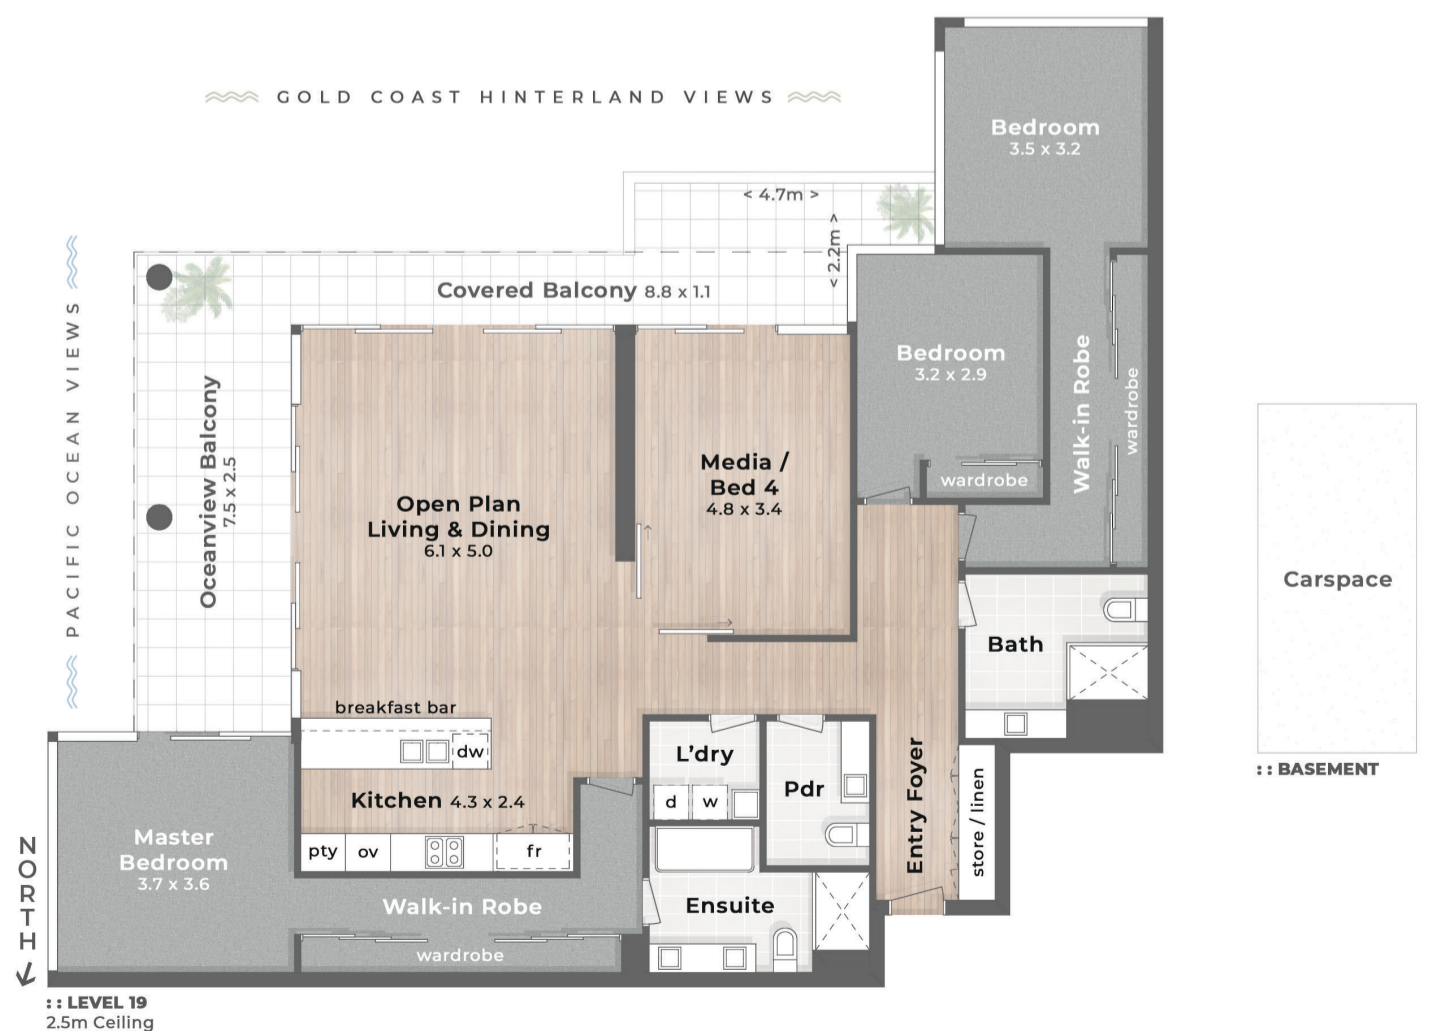 GOLD COAST HINTERLAND VIEWS
Bedroom
3.5 x 3.2
< 4.7m >
< 2.2m >
Covered Balcony 8.8 x 1.1
PACIFIC OCEAN VIEWS
Oceanview Balcony
7.5 x 2.5
Bedroom
3.2 x 2.9
wardrobe
Walk-in Robe
wardrobe
Media /
Bed 4
4.8 x 3.4
Open Plan
Living & Dining
6.1 x 5.0
Carspace
:: BASEMENT
Bath
breakfast bar
dw
Kitchen 4.3 x 2.4
pty
ov
fr
L'dry
d
w
Pdr
Entry Foyer
store / linen
Master
Bedroom
3.7 x 3.6
Walk-in Robe
wardrobe
Ensuite
NORTH
:: LEVEL 19
2.5m Ceiling